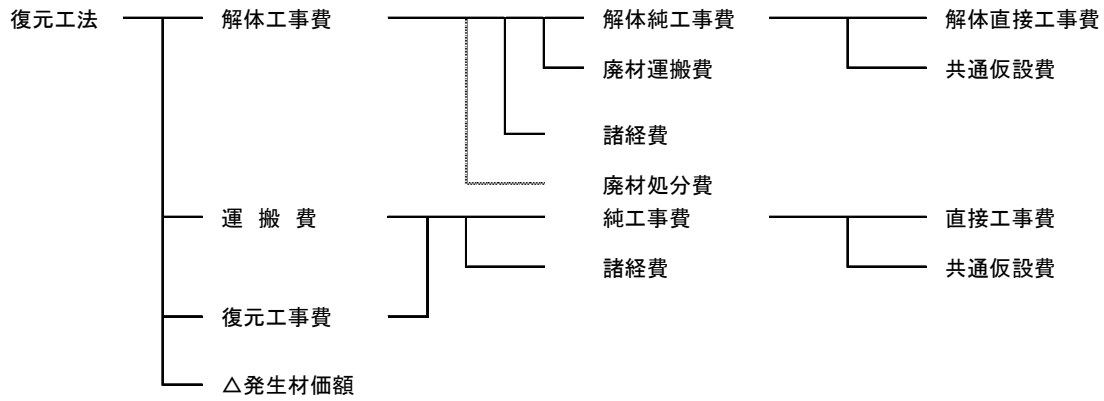 復元工法 解体工事費 解体純工事費 解体直接工事費
廃材運搬費 共通仮設費
諸経費
廃材処分費
運 搬 費 純工事費 直接工事費
諸経費 共通仮設費
復元工事費
△発生材価額